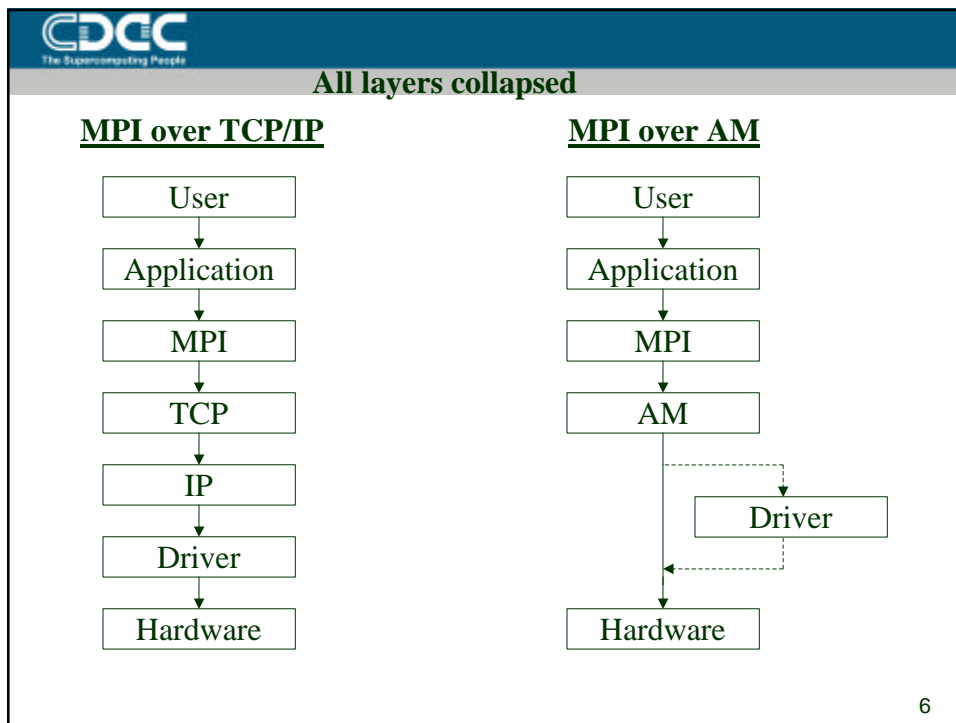 CDAC
The Supercomputing People
All layers collapsed
MPI over TCP/IP
User
Application
MPI
TCP
IP
Driver
Hardware
MPI over AM
User
Application
MPI
AM
Driver
Hardware
6